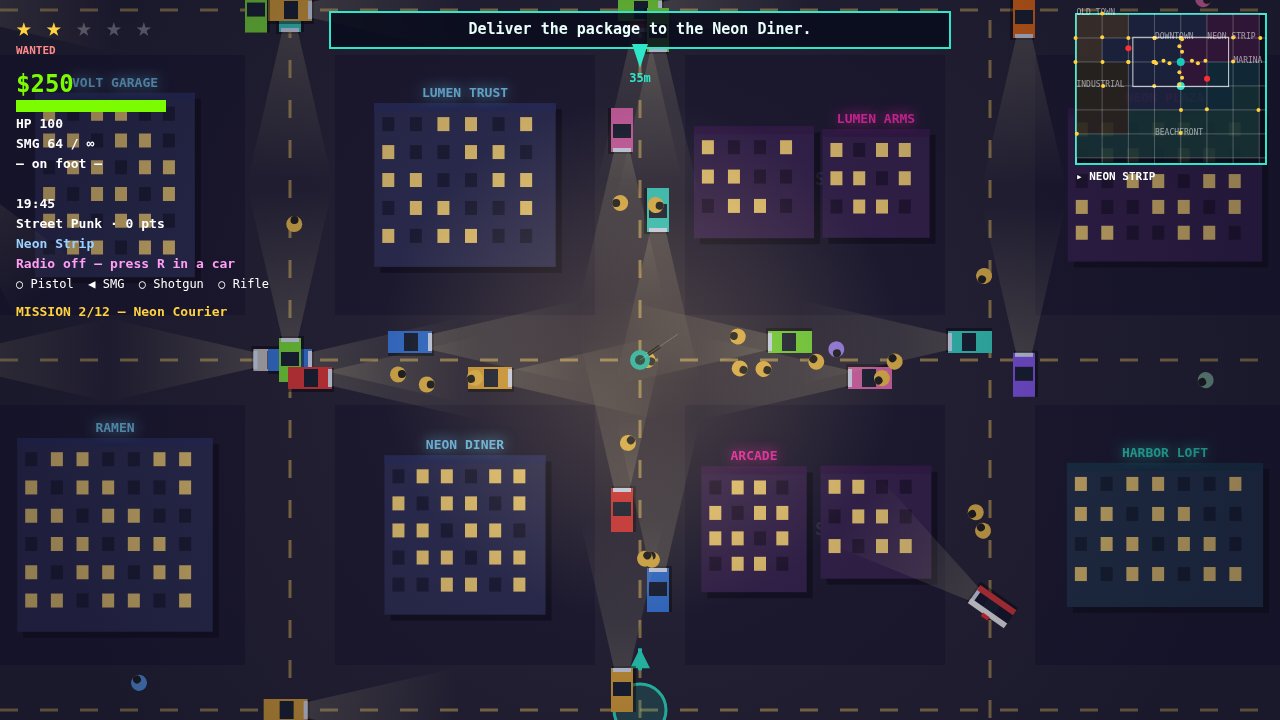 Deliver the package to the Neon Diner.
35m
WANTED
$250
VOLT GARAGE
HP 100
SMG 64 / ∞
— on foot —
19:45
Street Punk · 0 pts
Neon Strip
Radio off — press R in a car
○ Pistol ◀ SMG ○ Shotgun ○ Rifle
MISSION 2/12 — Neon Courier
OLD TOWN
DOWNTOWN
NEON STRIP
MARINA
INDUSTRIAL
BEACHFRONT
▸ NEON STRIP
LUMEN TRUST
LUMEN ARMS
RAMEN
NEON DINER
ARCADE
HARBOR LOFT